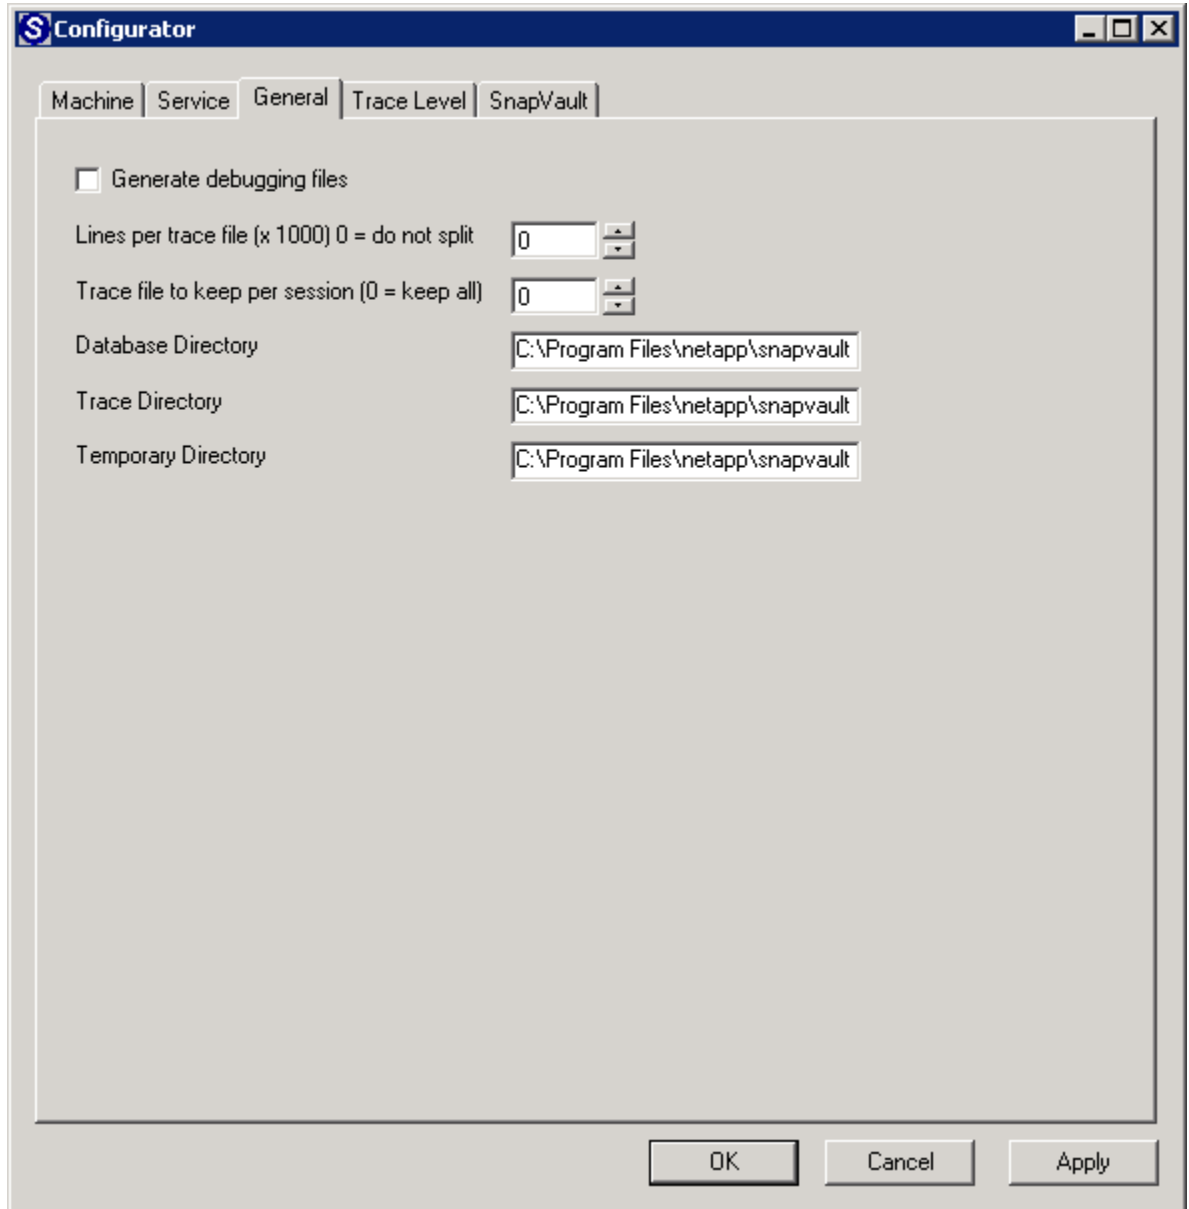 S Configurator
Machine Service General Trace Level SnapVault
Generate debugging files
Lines per trace file (x 1000) 0 = do not split 0
Trace file to keep per session (0 = keep all) 0
Database Directory C:\Program Files\netapp\snapvault
Trace Directory C:\Program Files\netapp\snapvault
Temporary Directory C:\Program Files\netapp\snapvault
OK Cancel Apply